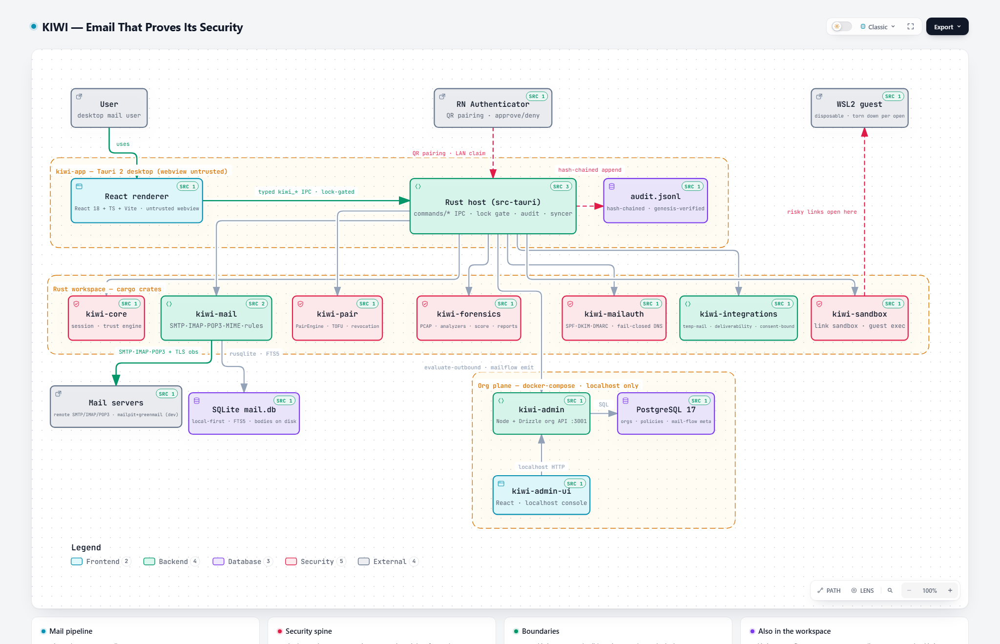 KIWI — Email That Proves Its Security
Classic
Export
User
desktop mail user
SRC 1
RN Authenticator
QR pairing · approve/deny
SRC 1
WSL2 guest
disposable · torn down per open
uses
QR pairing · LAN claim
kiwi-app — Tauri 2 desktop (webview untrusted)
hash-chained append
SRC 1
React renderer
React 18 + TS + Vite · untrusted webview
typed kiwi_* IPC · lock-gated
SRC 3
Rust host (src-tauri)
commands/* IPC · lock gate · audit · syncer
SRC 1
audit.jsonl
hash-chained · genesis-verified
risky links open here
Rust workspace — cargo crates
SRC 1
kiwi-core
session · trust engine
SRC 2
kiwi-mail
SMTP·IMAP·POP3·MIME·rules
SRC 1
kiwi-pair
PairEngine · TOFU · revocation
SRC 1
kiwi-forensics
PCAP · analyzers · score · reports
SRC 1
kiwi-mailauth
SPF·DKIM·DMARC · fail-closed DNS
SRC 1
kiwi-integrations
temp-mail · deliverability · consent-bound
SRC 1
kiwi-sandbox
link sandbox · guest exec
SMTP·IMAP·POP3 + TLS obs
rusqlite · FTS5
evaluate-outbound · mailflow emit
SRC 1
Mail servers
remote SMTP/IMAP/POP3 · mailpit+greenmail (dev)
SRC 1
SQLite mail.db
local-first · FTS5 · bodies on disk
Org plane — docker-compose · localhost only
SRC 1
kiwi-admin
Node + Drizzle org API :3001
SQL
SRC 1
PostgreSQL 17
orgs · policies · mail-flow meta
localhost HTTP
SRC 1
kiwi-admin-ui
React · localhost console
Legend
Frontend 2
Backend 4
Database 3
Security 5
External 4
PATH
LENS
100%
Mail pipeline
Security spine
Boundaries
Also in the workspace